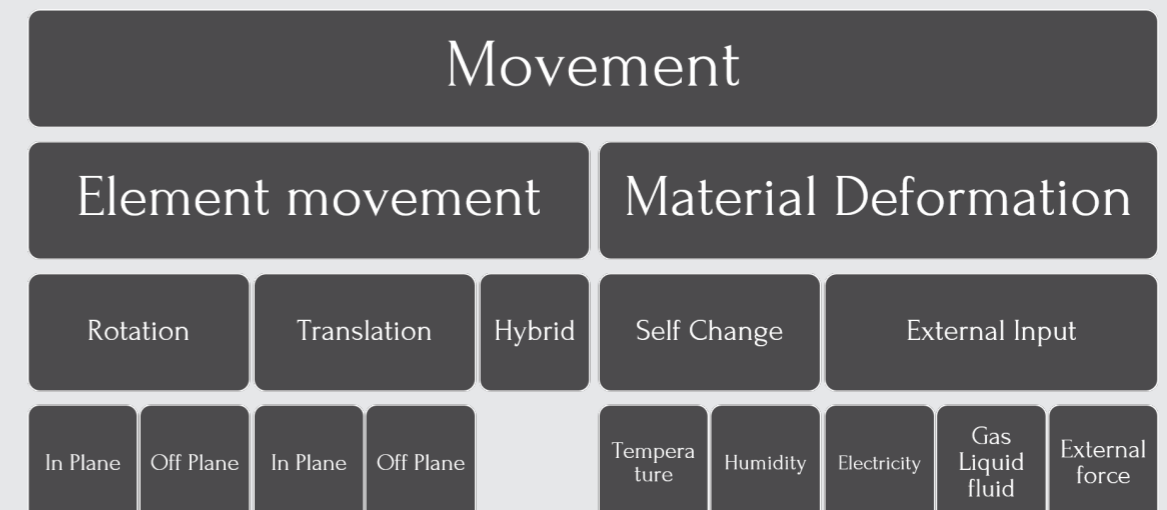 Movement
Element movement
Material Deformation
Rotation
Translation
Hybrid
Self Change
External Input
In Plane
Off Plane
In Plane
Off Plane
Tempera
ture
Humidity
Electricity
Gas
Liquid
fluid
External
force